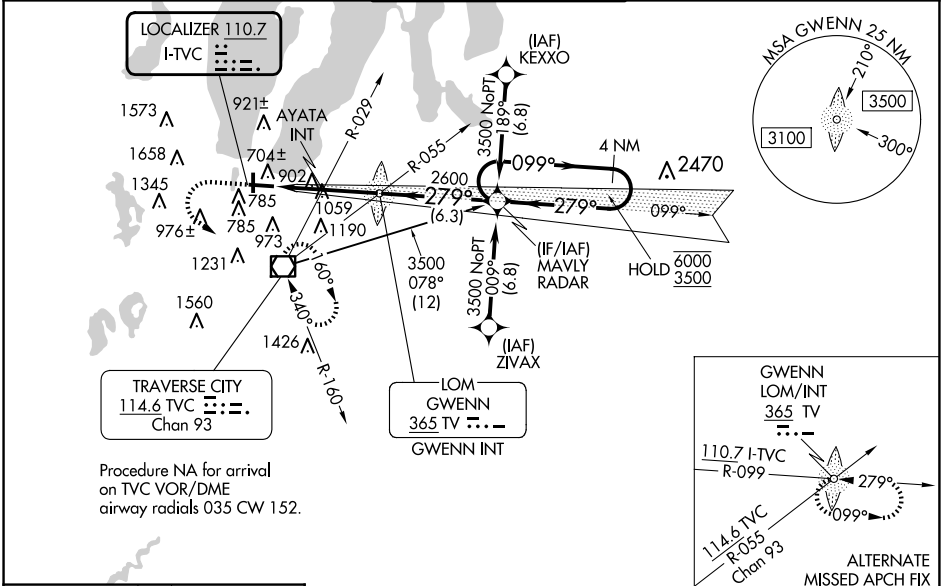 LOCALIZER 110.7
I-TVC
(IAF)
KEXXO
MSA GWENN 25 NM
210°
3500
3100
300°
1573
921±
AYATA
INT
R-029
R-055
3500 NoPT
189°
(6.8)
4 NM
099°
2470
1658
704±
902
1345
785
2600
279°
(6.3)
279°
099°
976±
785
973
1059
1190
(IF/IAF)
MAVLY
RADAR
HOLD 6000
3500
1231
160°
3500
078°
(12)
3500 NoPT
009°
(6.8)
340°
1560
1426
R-160
(IAF)
ZIVAX
TRAVERSE CITY
114.6 TVC
Chan 93
LOM
GWENN
365 TV
GWENN INT
Procedure NA for arrival
on TVC VOR/DME
airway radials 035 CW 152.
GWENN
LOM/INT
365 TV
110.7 I-TVC
R-099
279°
099°
114.6 TVC
R-055
Chan 93
ALTERNATE
MISSED APCH FIX